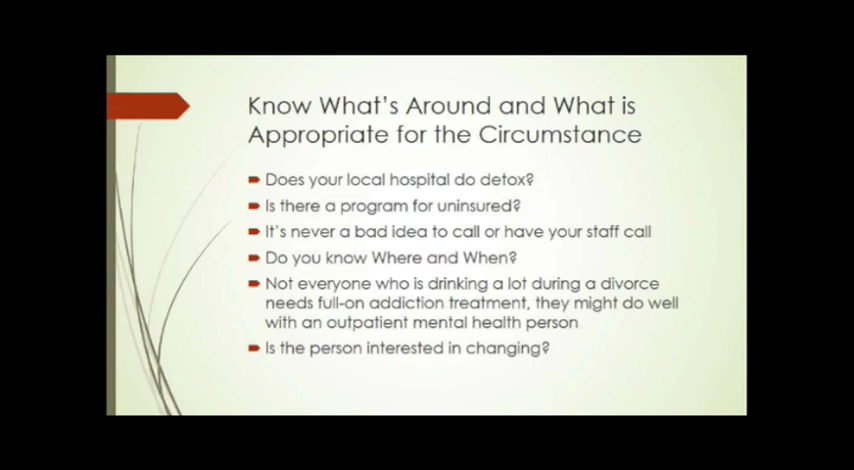 Know What's Around and What is
Appropriate for the Circumstance
Does your local hospital do detox?
Is there a program for uninsured?
It's never a bad idea to call or have your staff call
Do you know Where and When?
Not everyone who is drinking a lot during a divorce
needs full-on addiction treatment, they might do well
with an outpatient mental health person
Is the person interested in changing?